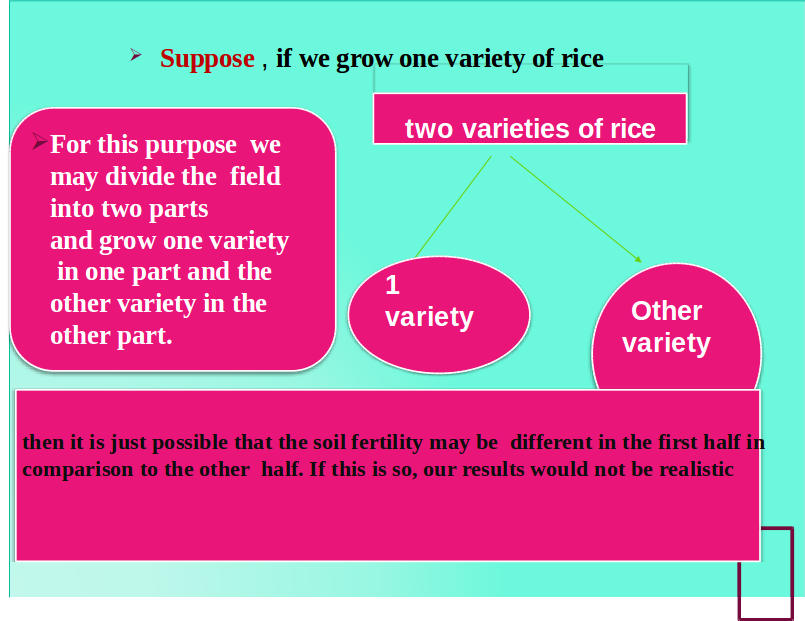 ➢ Suppose , if we grow one variety of rice
two varieties of rice
➢For this purpose we
may divide the field
into two parts
and grow one variety
in one part and the
other variety in the
other part.
1
variety
Other
variety
then it is just possible that the soil fertility may be different in the first half in
comparison to the other half. If this is so, our results would not be realistic